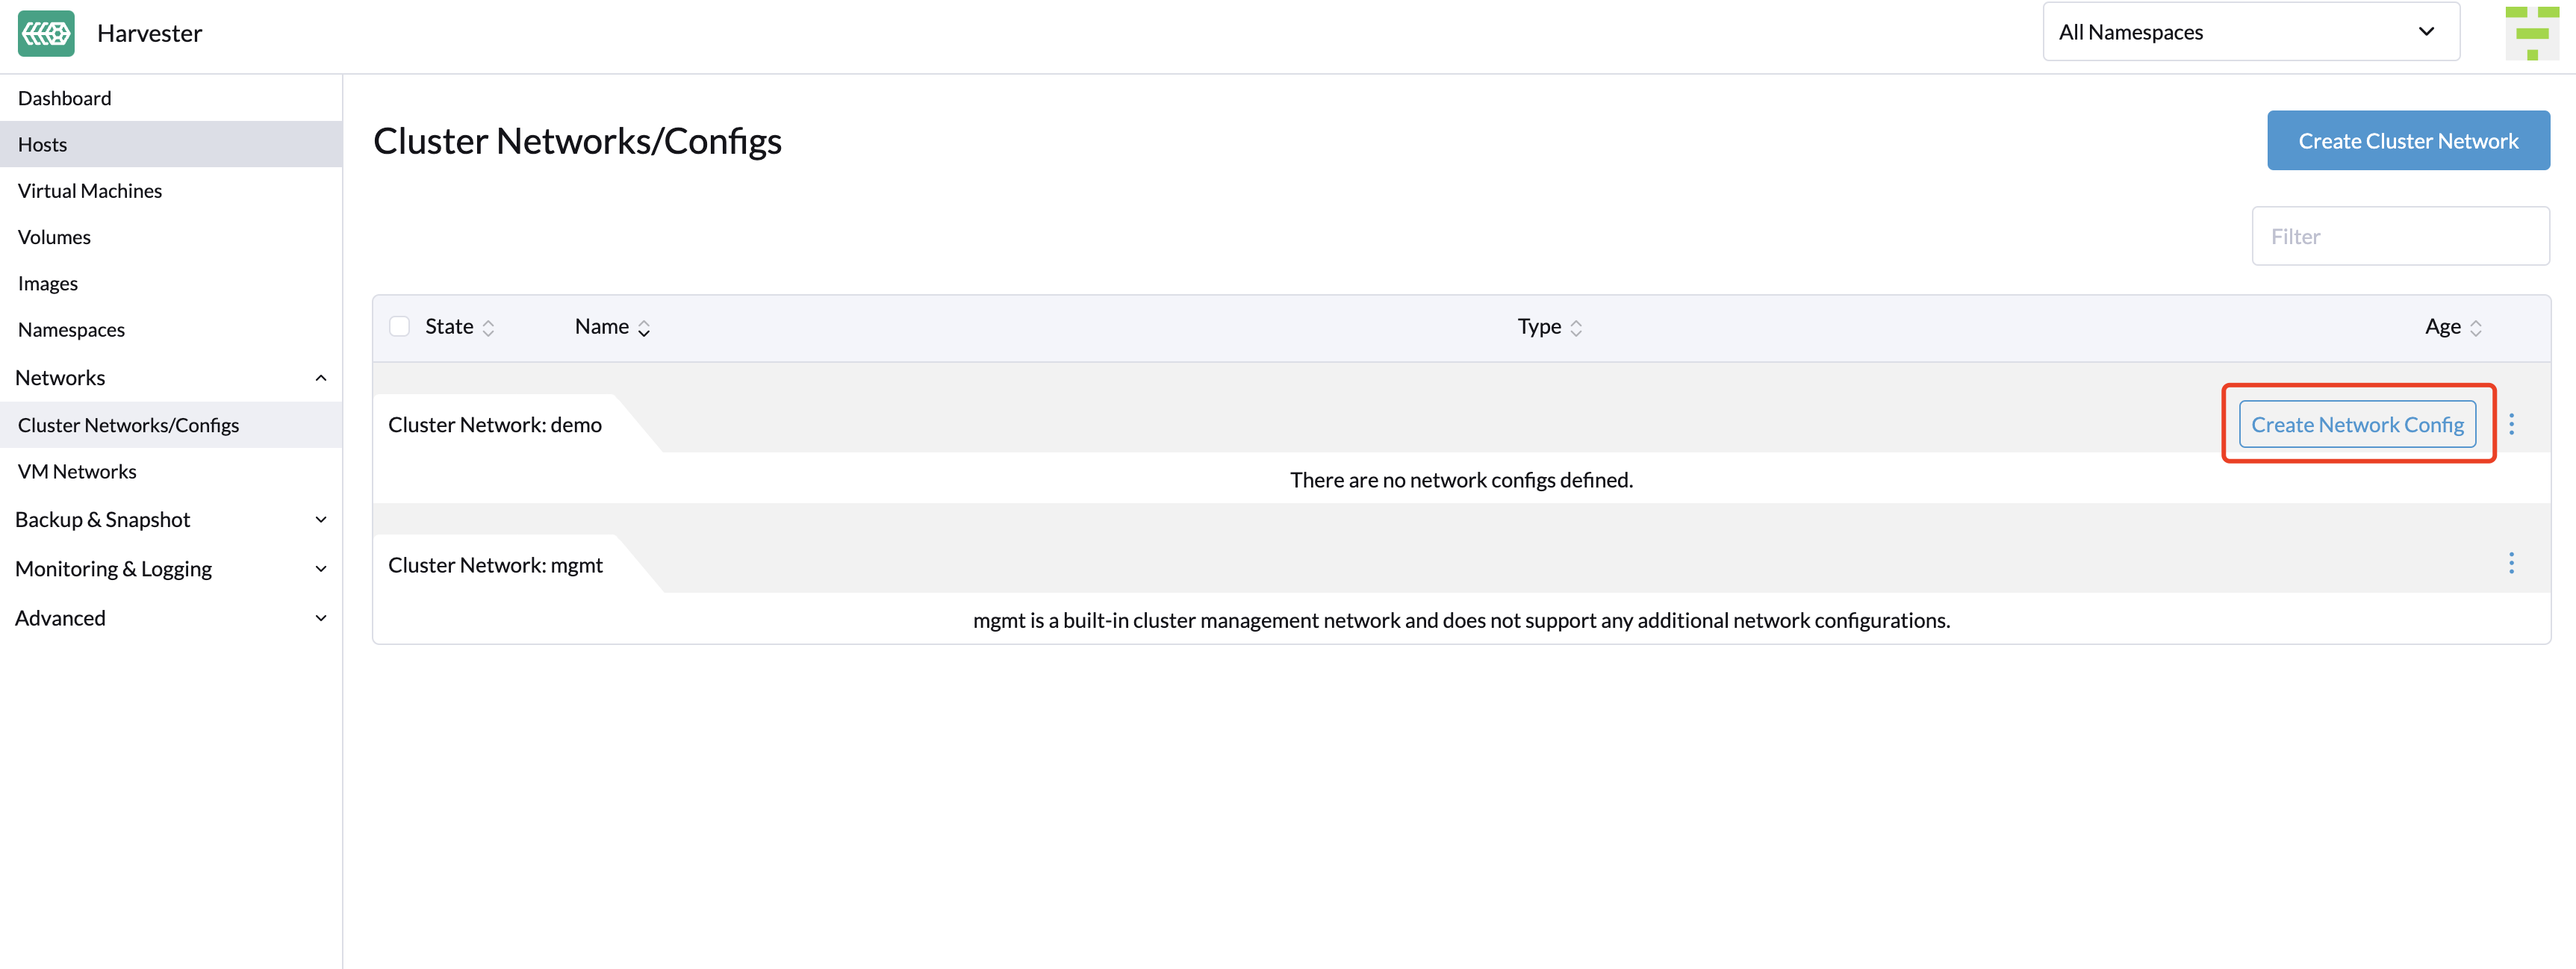 Harvester
All Namespaces
Dashboard
Hosts
Virtual Machines
Volumes
Images
Namespaces
Networks
Cluster Networks/Configs
VM Networks
Backup & Snapshot
Monitoring & Logging
Advanced
Cluster Networks/Configs
Create Cluster Network
Filter
State Name Type Age
Cluster Network: demo
Create Network Config
There are no network configs defined.
Cluster Network: mgmt
mgmt is a built-in cluster management network and does not support any additional network configurations.